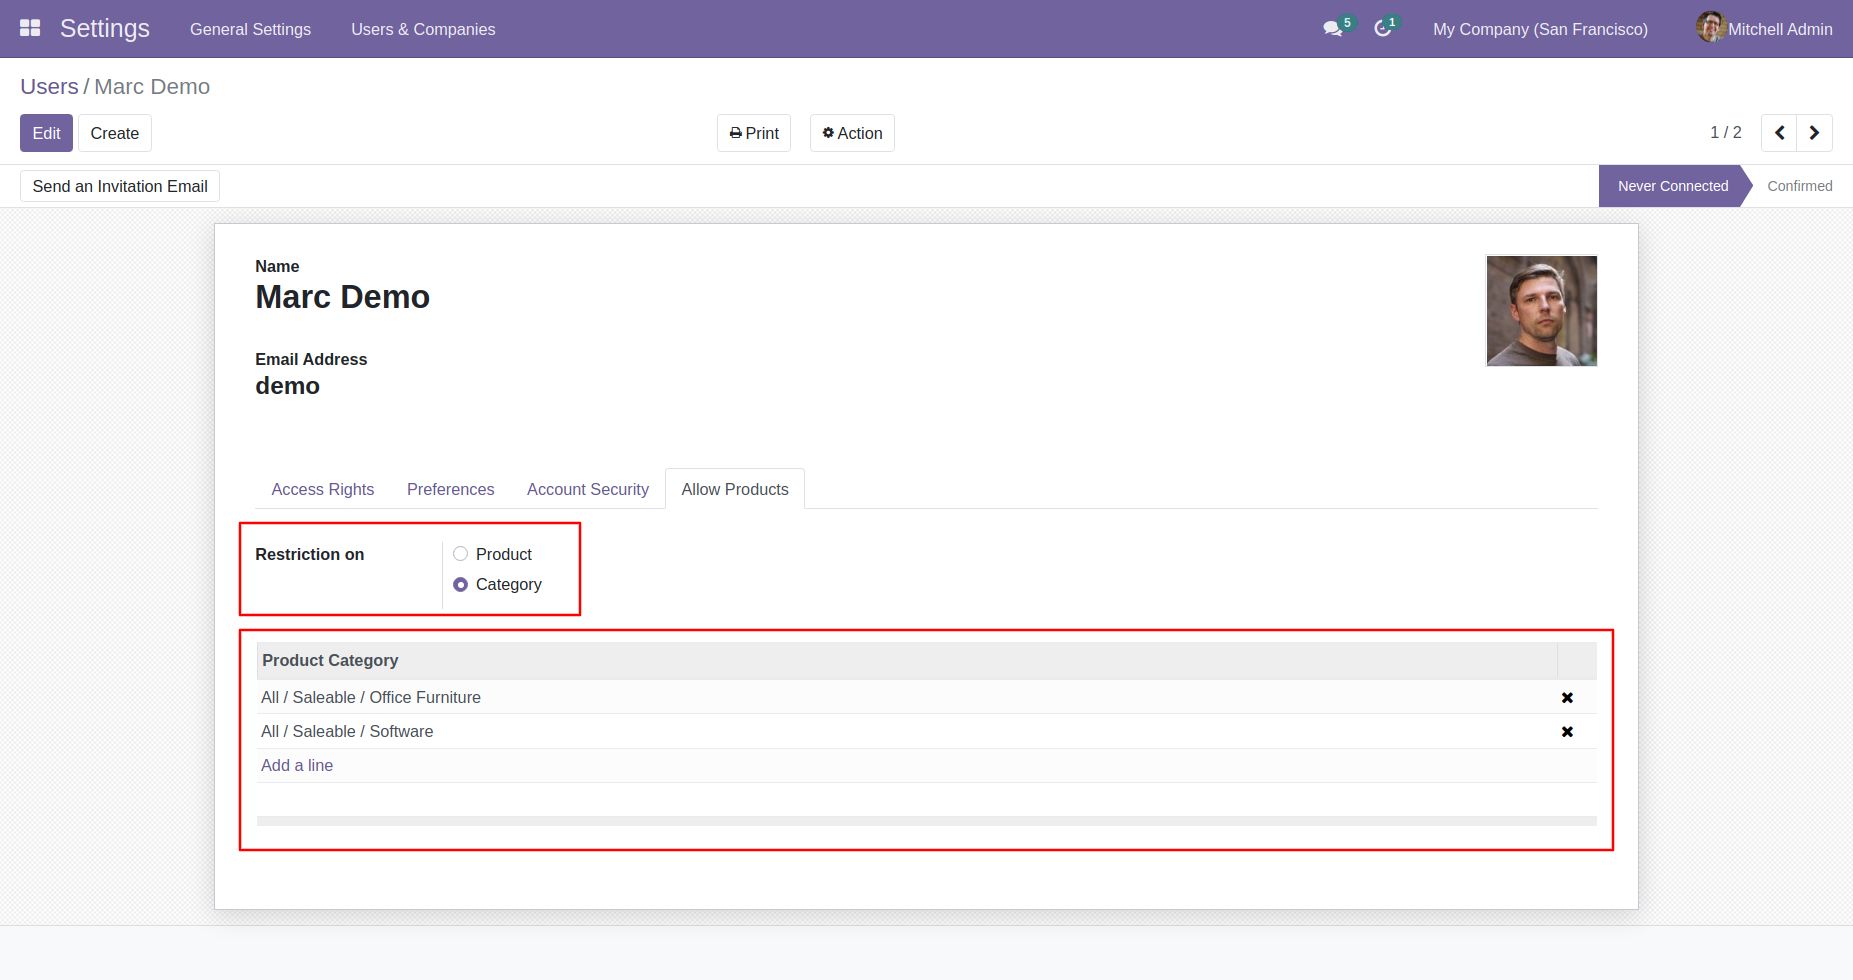 Settings General Settings Users & Companies 5 1 My Company (San Francisco) Mitchell Admin
Users / Marc Demo
Edit Create Print Action 1 / 2
Send an Invitation Email Never Connected Confirmed
Name
Marc Demo
Email Address
demo
Access Rights Preferences Account Security Allow Products
Restriction on Product
Category
Product Category
All / Saleable / Office Furniture
All / Saleable / Software
Add a line